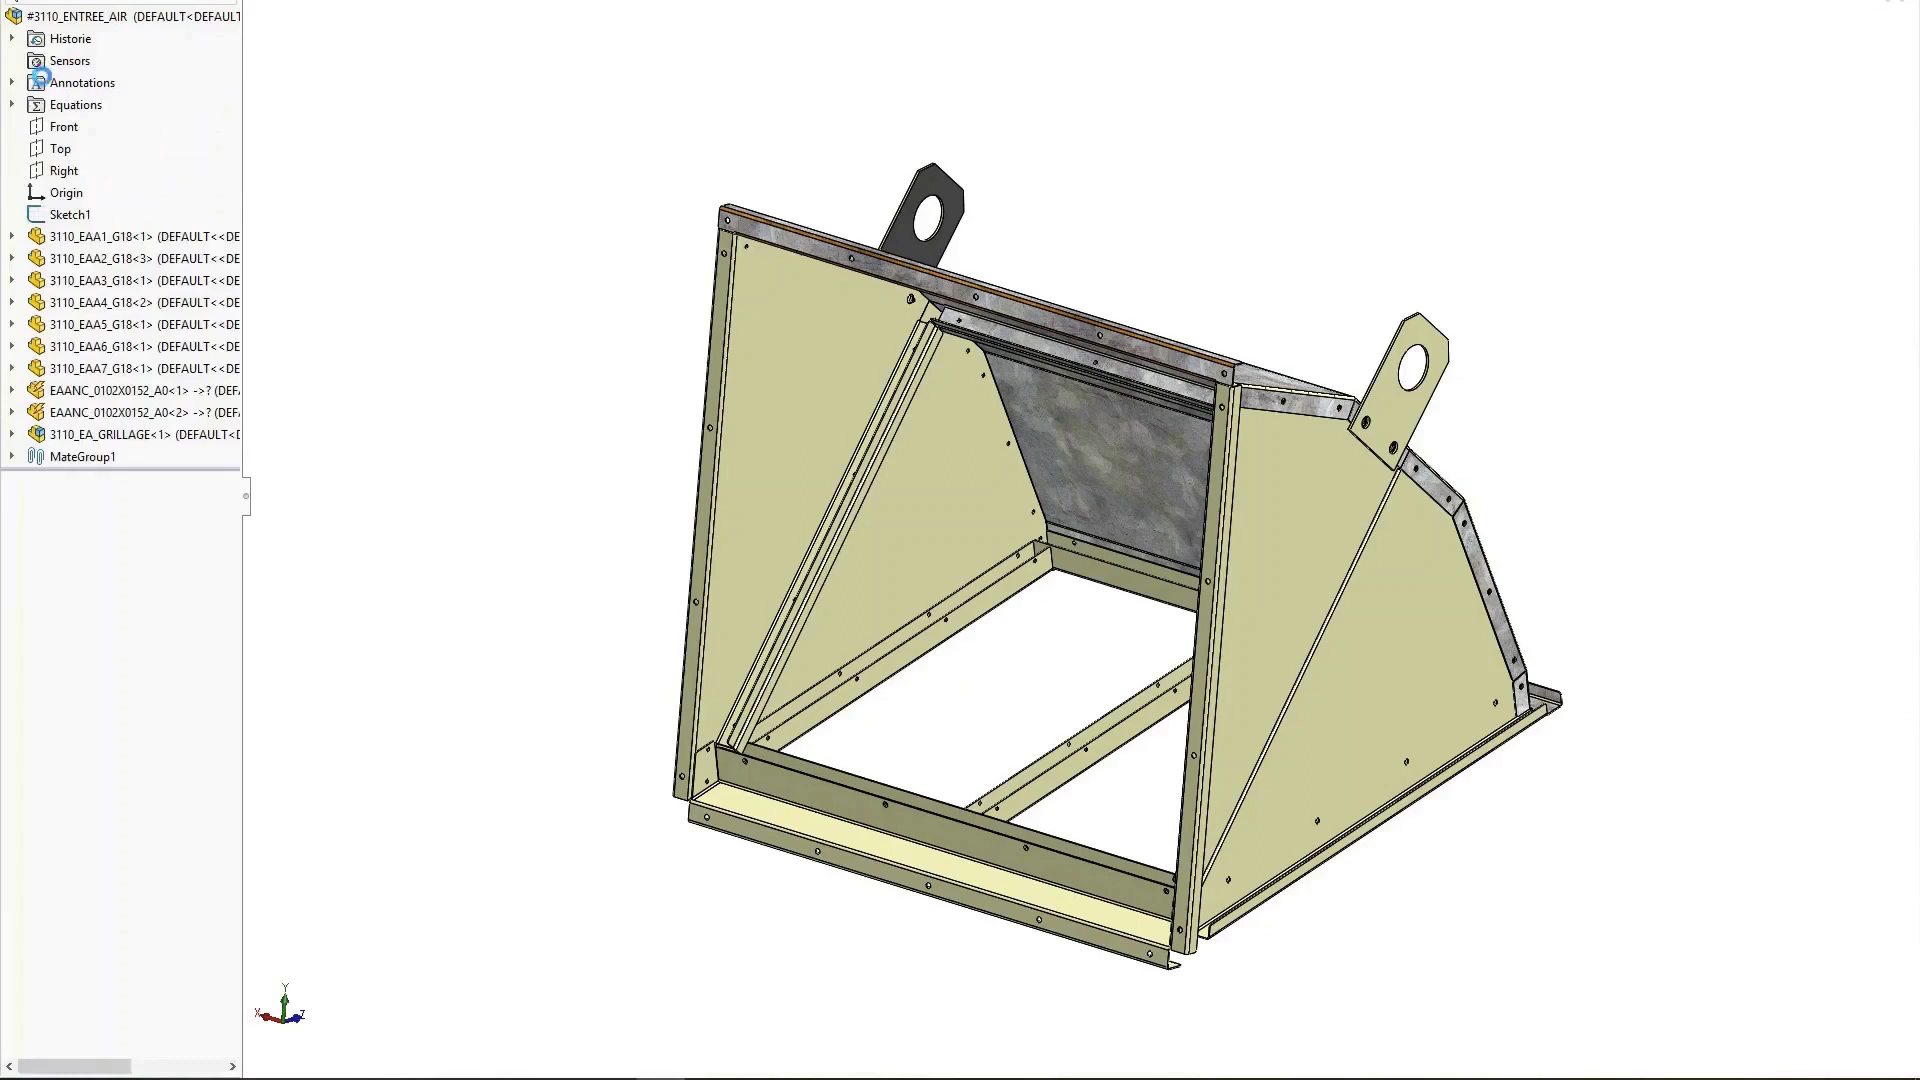 #3110_ENTREE_AIR (DEFAULT<DEFAULT
Historie
Sensors
Annotations
Equations
Front
Top
Right
Origin
Sketch1
3110_EAA1_G18<1> (DEFAULT<<DE
3110_EAA2_G18<3> (DEFAULT<<DE
3110_EAA3_G18<1> (DEFAULT<<DE
3110_EAA4_G18<2> (DEFAULT<<DE
3110_EAA5_G18<1> (DEFAULT<<DE
3110_EAA6_G18<1> (DEFAULT<<DE
3110_EAA7_G18<1> (DEFAULT<<DE
EAANC_0102X0152_A0<1> ->? (DEF
EAANC_0102X0152_A0<2> ->? (DEF
3110_EA_GRILLAGE<1> (DEFAULT<D
MateGroup1
Y
X
Z